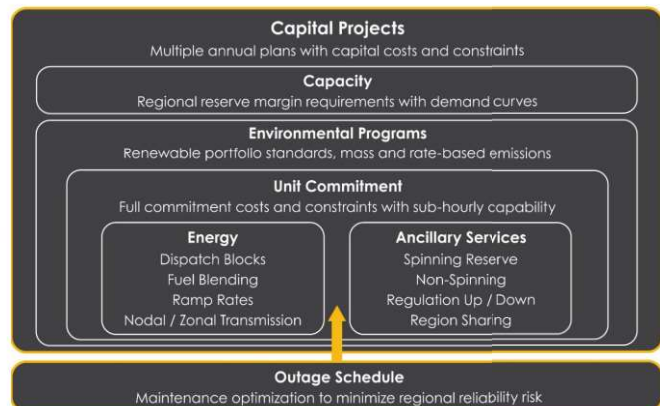 Capital Projects
Multiple annual plans with capital costs and constraints
Capacity
Regional reserve margin requirements with demand curves
Environmental Programs
Renewable portfolio standards, mass and rate-based emissions
Unit Commitment
Full commitment costs and constraints with sub-hourly capability
Energy
Dispatch Blocks
Fuel Blending
Ramp Rates
Nodal / Zonal Transmission
Ancillary Services
Spinning Reserve
Non-Spinning
Regulation Up / Down
Region Sharing
Outage Schedule
Maintenance optimization to minimize regional reliability risk